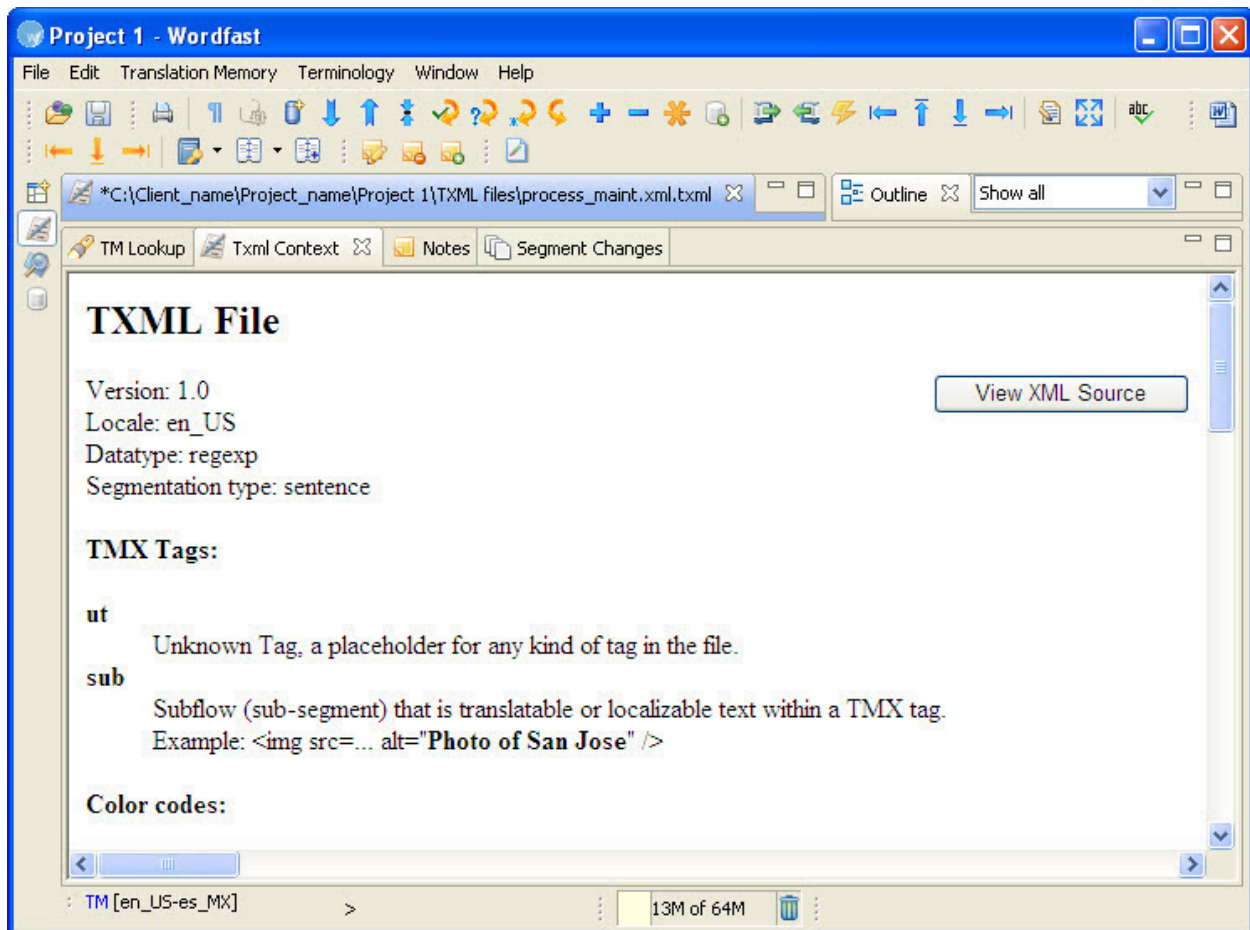 Project 1 - Wordfast
File Edit Translation Memory Terminology Window Help
abc
W
*C:\Client_name\Project_name\Project 1\TXML files\process_maint.xml.txml
Outline
Show all
TM Lookup
Txml Context
Notes
Segment Changes
TXML File
Version: 1.0
View XML Source
Locale: en_US
Datatype: regexp
Segmentation type: sentence
TMX Tags:
ut
Unknown Tag, a placeholder for any kind of tag in the file.
sub
Subflow (sub-segment) that is translatable or localizable text within a TMX tag.
Example: <img src=... alt="Photo of San Jose" />
Color codes:
TM [en_US-es_MX]
>
13M of 64M